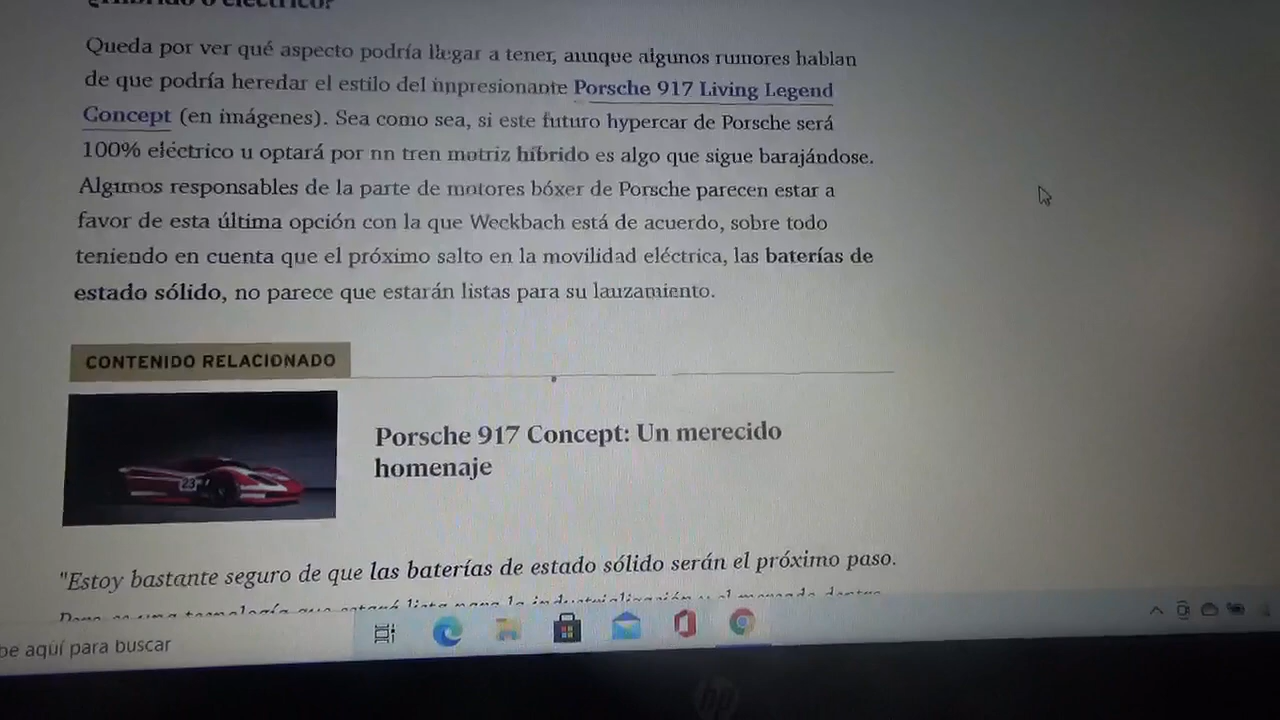 ¿Híbrido o eléctrico?
Queda por ver qué aspecto podría llegar a tener, aunque algunos rumores hablan
de que podría heredar el estilo del impresionante Porsche 917 Living Legend
Concept (en imágenes). Sea como sea, si este futuro hypercar de Porsche será
100% eléctrico u optará por un tren motriz híbrido es algo que sigue barajándose.
Algunos responsables de la parte de motores bóxer de Porsche parecen estar a
favor de esta última opción con la que Weckbach está de acuerdo, sobre todo
teniendo en cuenta que el próximo salto en la movilidad eléctrica, las baterías de
estado sólido, no parece que estarán listas para su lanzamiento.
CONTENIDO RELACIONADO
23
Porsche 917 Concept: Un merecido
homenaje
"Estoy bastante seguro de que las baterías de estado sólido serán el próximo paso.
be aquí para buscar
hp